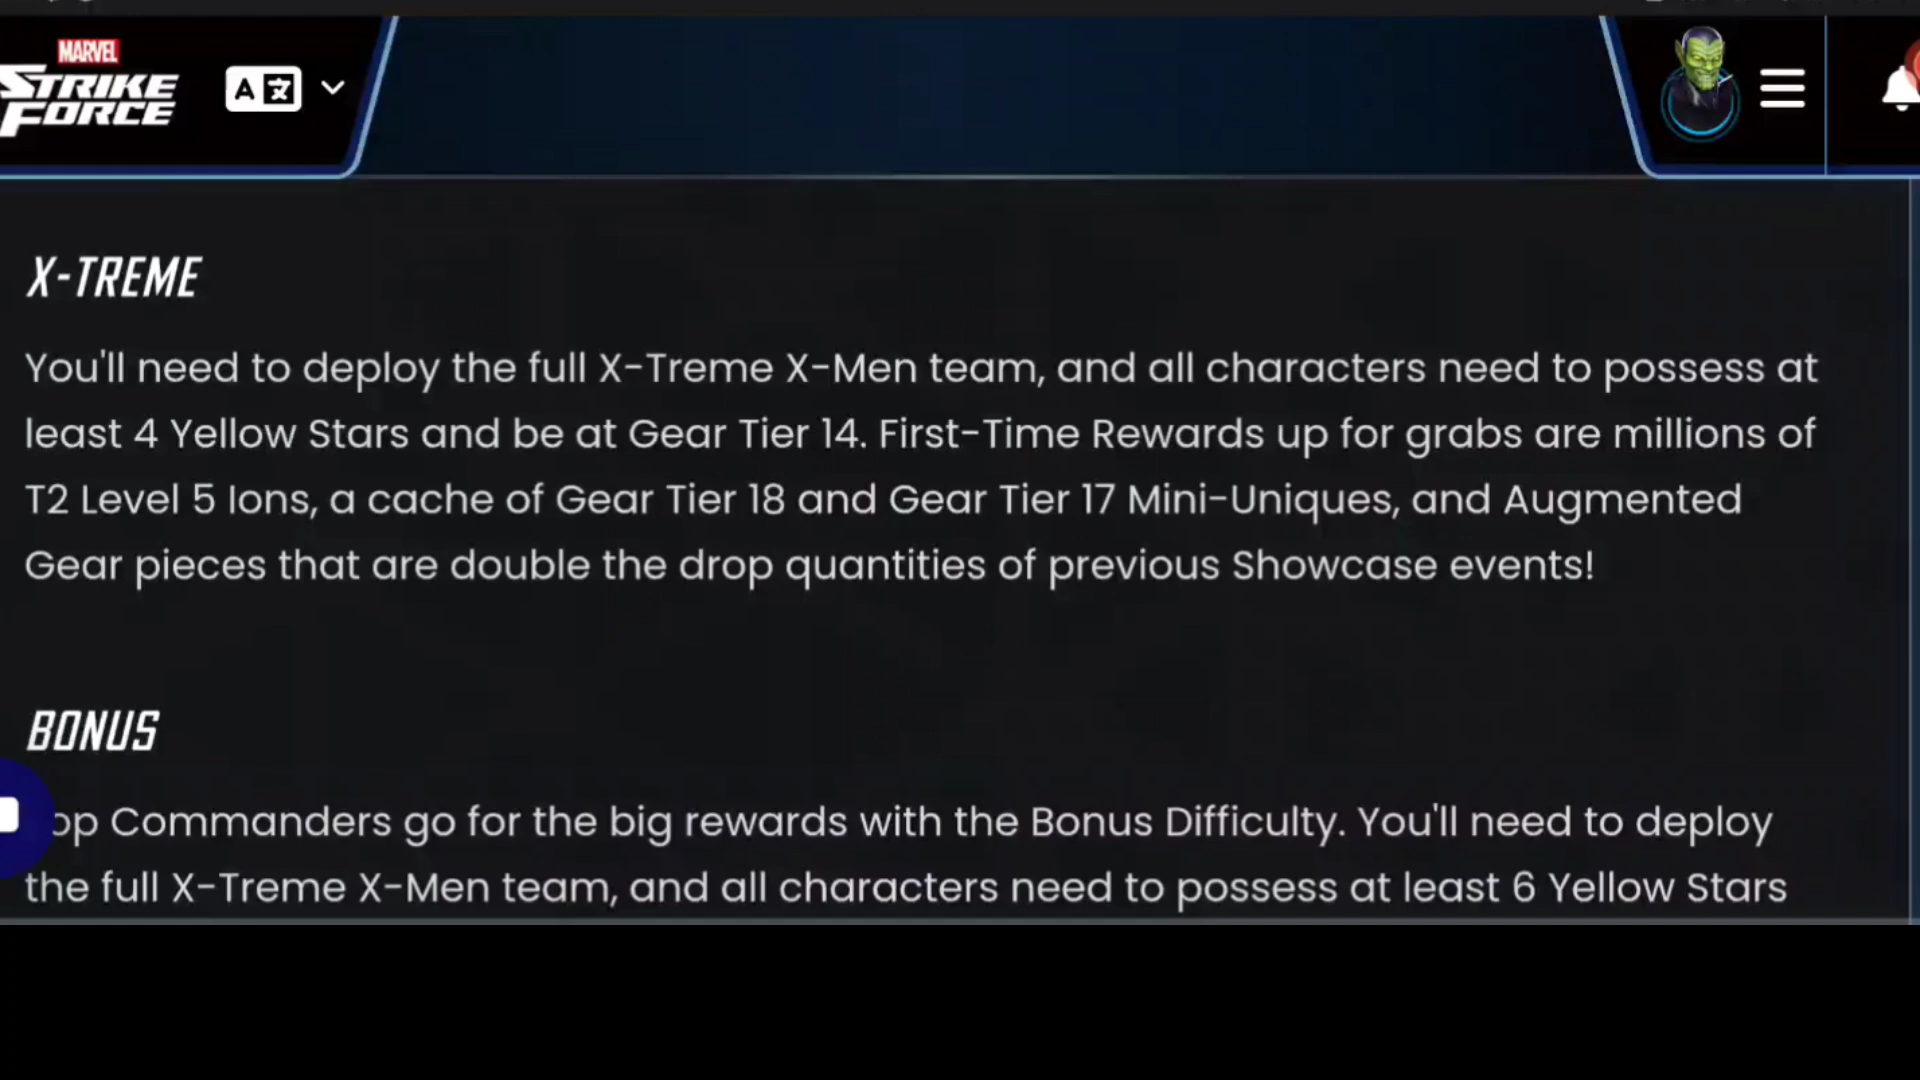 MARVEL
STRIKE
FORCE
A 文
X-TREME
You'll need to deploy the full X-Treme X-Men team, and all characters need to possess at
least 4 Yellow Stars and be at Gear Tier 14. First-Time Rewards up for grabs are millions of
T2 Level 5 Ions, a cache of Gear Tier 18 and Gear Tier 17 Mini-Uniques, and Augmented
Gear pieces that are double the drop quantities of previous Showcase events!
BONUS
op Commanders go for the big rewards with the Bonus Difficulty. You'll need to deploy
the full X-Treme X-Men team, and all characters need to possess at least 6 Yellow Stars